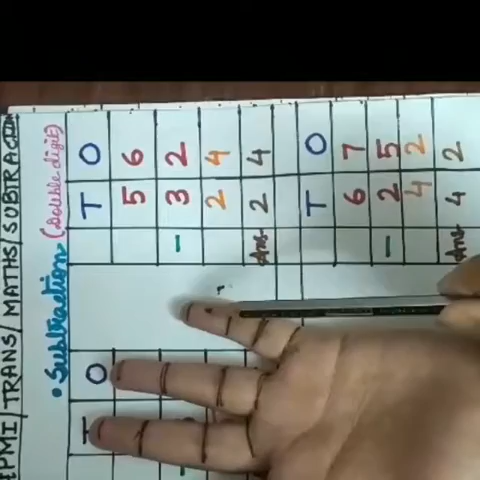 EPMI/TRANS/MATHS/SUBTRACTION
• Subtraction (Double digit)
T O T O
5 6
- - 3 2
2 4
Ans 2 4
T O
6 7
- 2 5
4 2
Ans 4 2